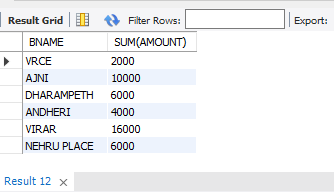 Result Grid Filter Rows: Export:
BNAME SUM(AMOUNT)
VRCE 2000
AJNI 10000
DHARAMPETH 6000
ANDHERI 4000
VIRAR 16000
NEHRU PLACE 6000
Result 12 ×